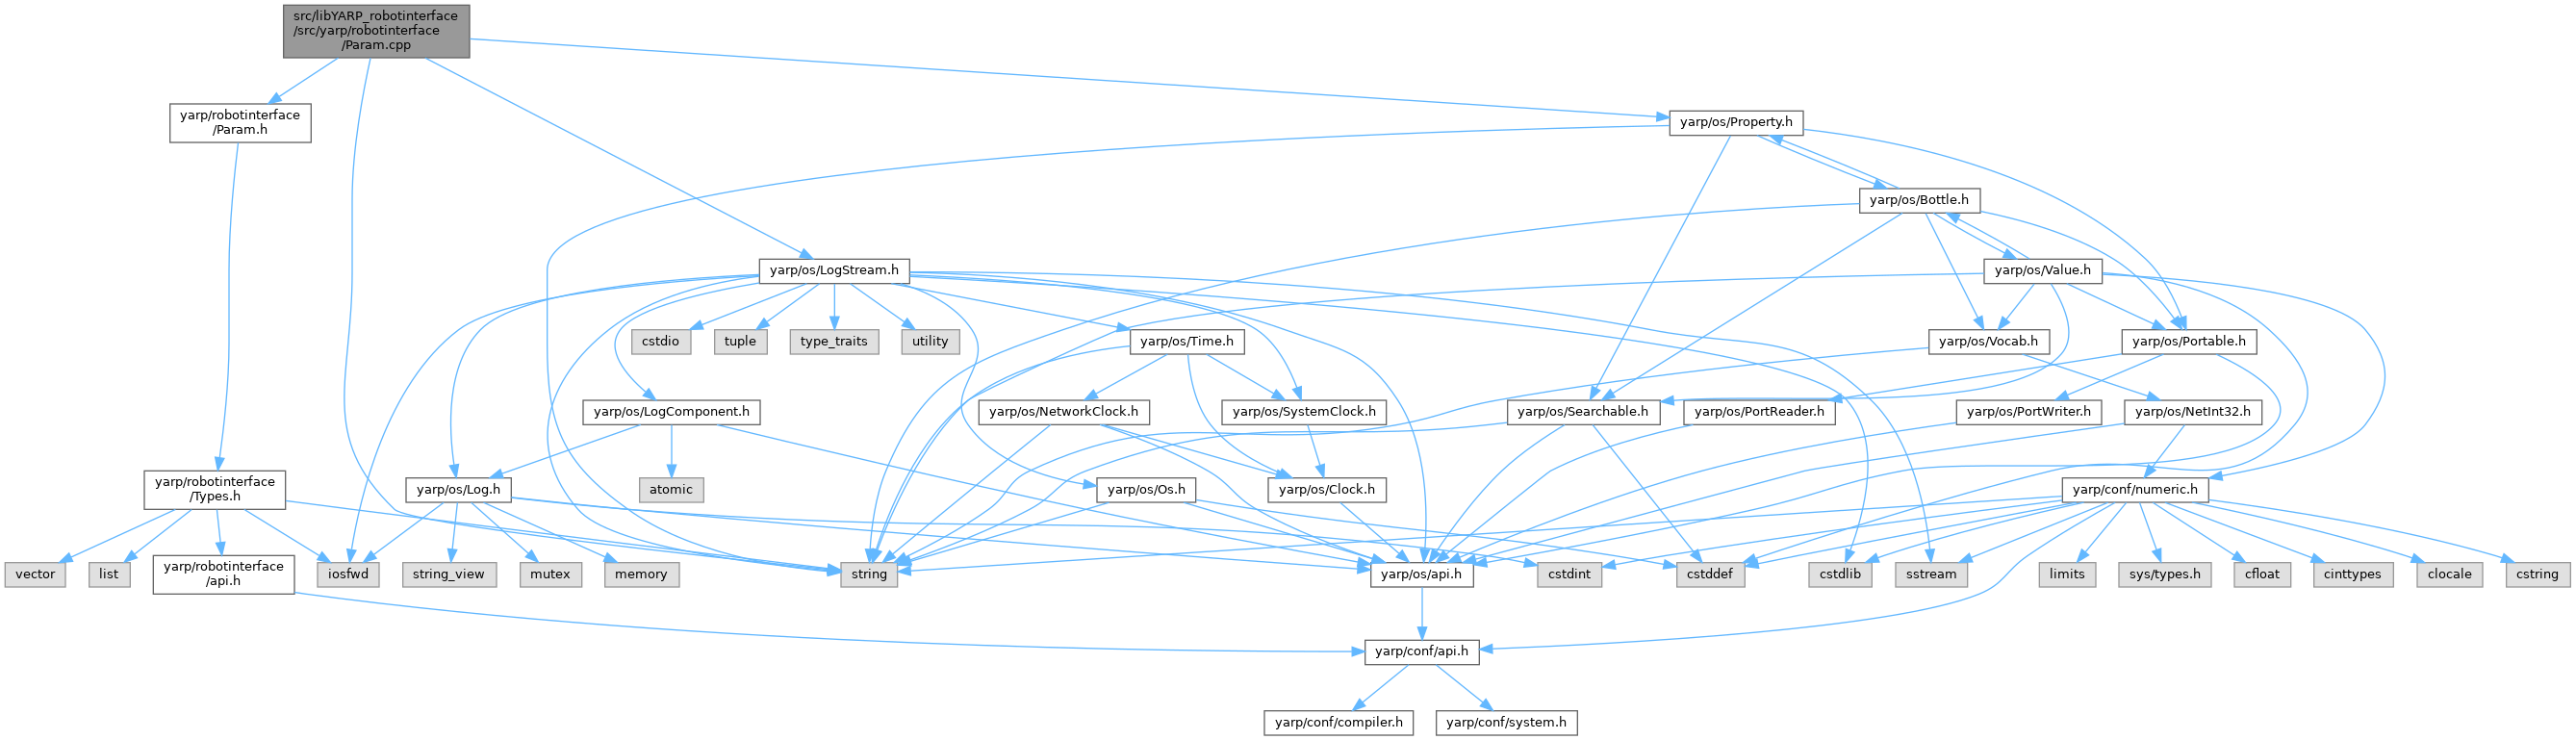 src/libYARP_robotinterface
/src/yarp/robotinterface
/Param.cpp
yarp/robotinterface
/Param.h
yarp/os/Property.h
yarp/os/Bottle.h
yarp/os/LogStream.h
yarp/os/Value.h
cstdio
tuple
type_traits
utility
yarp/os/Time.h
yarp/os/Vocab.h
yarp/os/Portable.h
yarp/os/LogComponent.h
yarp/os/NetworkClock.h
yarp/os/SystemClock.h
yarp/os/Searchable.h
yarp/os/PortReader.h
yarp/os/PortWriter.h
yarp/os/NetInt32.h
yarp/robotinterface
/Types.h
yarp/os/Log.h
atomic
yarp/os/Os.h
yarp/os/Clock.h
yarp/conf/numeric.h
vector
list
yarp/robotinterface
/api.h
iosfwd
string_view
mutex
memory
string
yarp/os/api.h
cstdint
cstddef
cstdlib
sstream
limits
sys/types.h
cfloat
cinttypes
clocale
cstring
yarp/conf/api.h
yarp/conf/compiler.h
yarp/conf/system.h